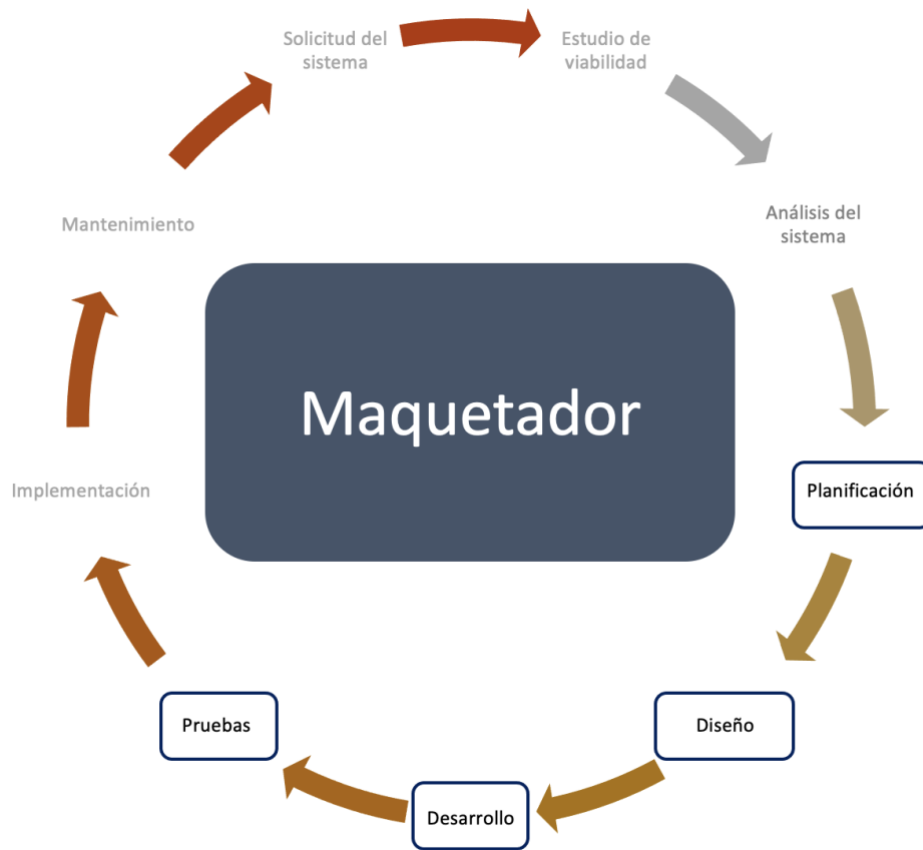 Solicitud del
sistema
Estudio de
viabilidad
Análisis del
sistema
Planificación
Diseño
Desarrollo
Pruebas
Implementación
Mantenimiento
Maquetador